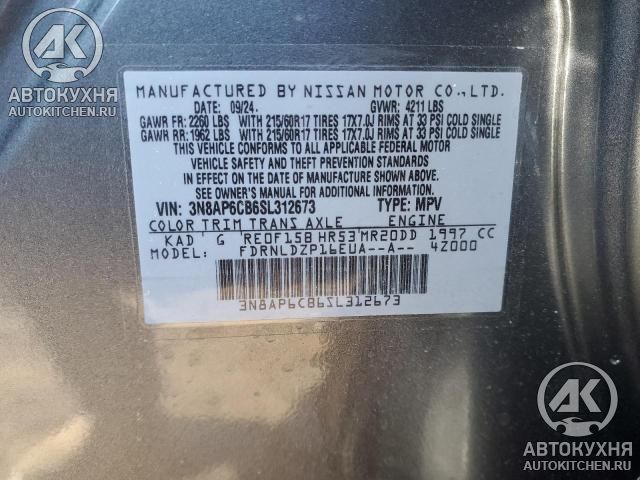 AK
АВТОКУХНЯ
AUTOKITCHEN.RU
MANUFACTURED BY NISSAN MOTOR CO., LTD.
DATE: 09/24. GVWR: 4211 LBS
GAWR FR: 2260 LBS WITH 215/60R17 TIRES 17X7.0J RIMS AT 33 PSI COLD SINGLE
GAWR RR: 1962 LBS WITH 215/60R17 TIRES 17X7.0J RIMS AT 33 PSI COLD SINGLE
THIS VEHICLE CONFORMS TO ALL APPLICABLE FEDERAL MOTOR
VEHICLE SAFETY AND THEFT PREVENTION STANDARDS
IN EFFECT ON THE DATE OF MANUFACTURE SHOWN ABOVE.
SEE OWNERS MANUAL FOR ADDITIONAL INFORMATION.
VIN: 3N8AP6CB6SL312673 TYPE: MPV
COLOR TRIM TRANS AXLE ENGINE
KAD G RE0F15B HR53 MR20DD 1997 CC
MODEL: FDRNLDZP16EUA--A-- 4Z000
3N8AP6CB6SL312673
AK
АВТОКУХНЯ
AUTOKITCHEN.RU